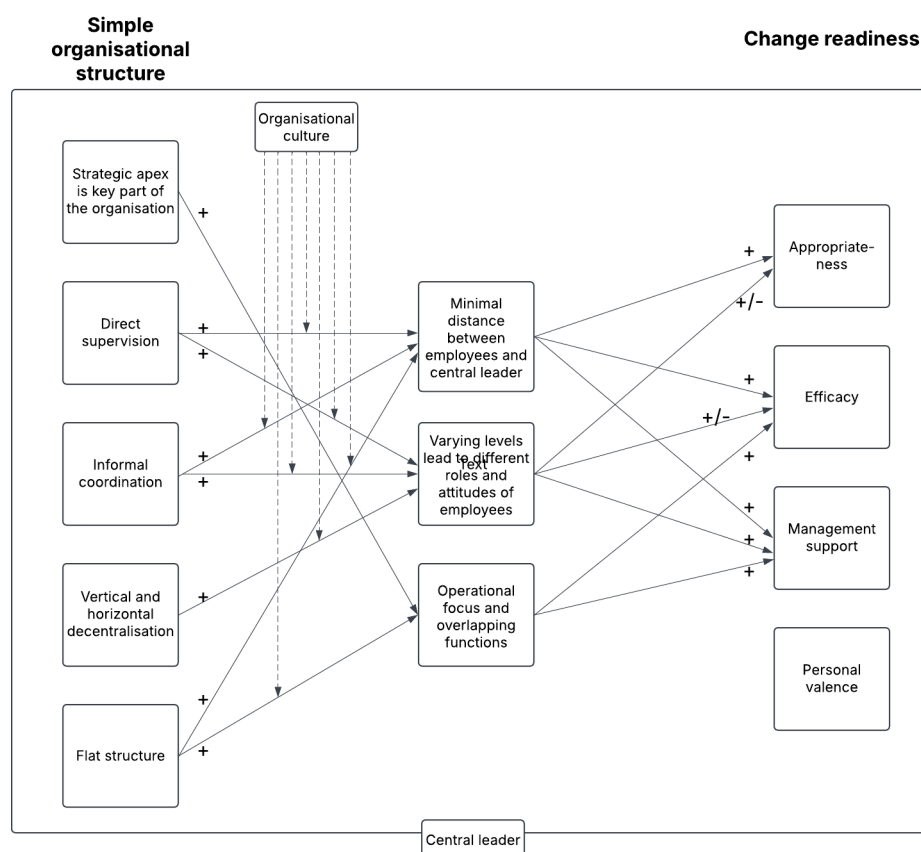 Simple
organisational
structure
Change readiness
Organisational
culture
Strategic apex
is key part of
the organisation
+
Direct
supervision
+
+
Informal
coordination
+
+
Vertical and
horizontal
decentralisation
+
Flat structure
+
+
Minimal
distance
between
employees and
central leader
Varying levels
lead to different
Text
roles and
attitudes of
employees
Operational
focus and
overlapping
functions
+
+/-
+
+/-
+
+
+
+
Appropriate-
ness
Efficacy
Management
support
Personal
valence
Central leader